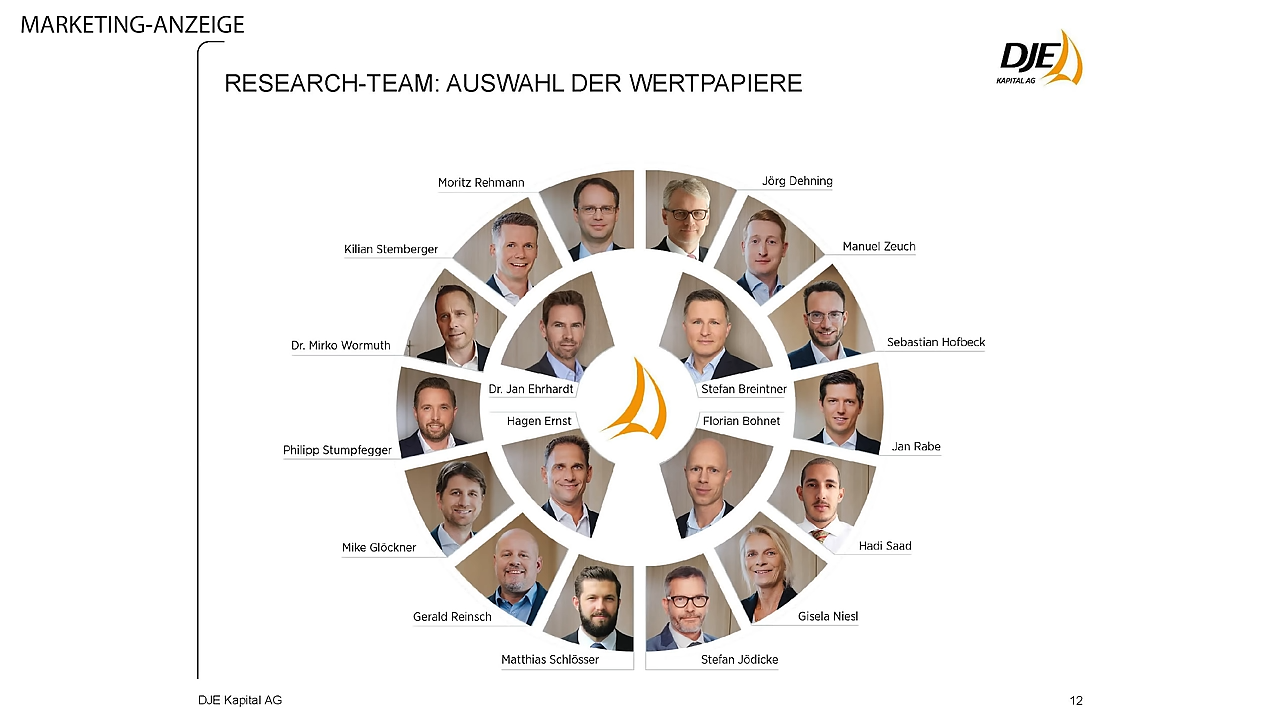 MARKETING-ANZEIGE
DJE
KAPITAL AG
RESEARCH-TEAM: AUSWAHL DER WERTPAPIERE
Moritz Rehmann
Jörg Dehning
Kilian Stemberger
Manuel Zeuch
Dr. Mirko Wormuth
Sebastian Hofbeck
Dr. Jan Ehrhardt
Stefan Breintner
Hagen Ernst
Florian Bohnet
Philipp Stumpfegger
Jan Rabe
Mike Glöckner
Hadi Saad
Gerald Reinsch
Gisela Niesl
Matthias Schlösser
Stefan Jödicke
DJE Kapital AG
12